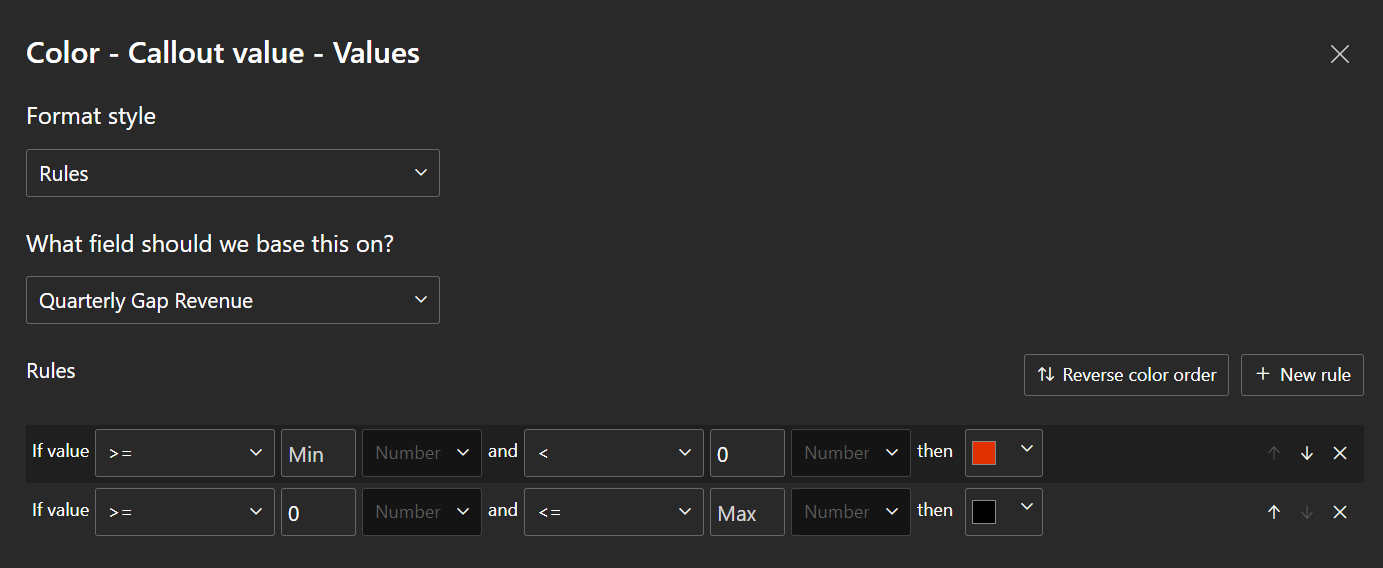 Color - Callout value - Values
Format style
Rules
What field should we base this on?
Quarterly Gap Revenue
Rules
Reverse color order
New rule
If value >= Min Number and < 0 Number then
If value >= 0 Number and <= Max Number then